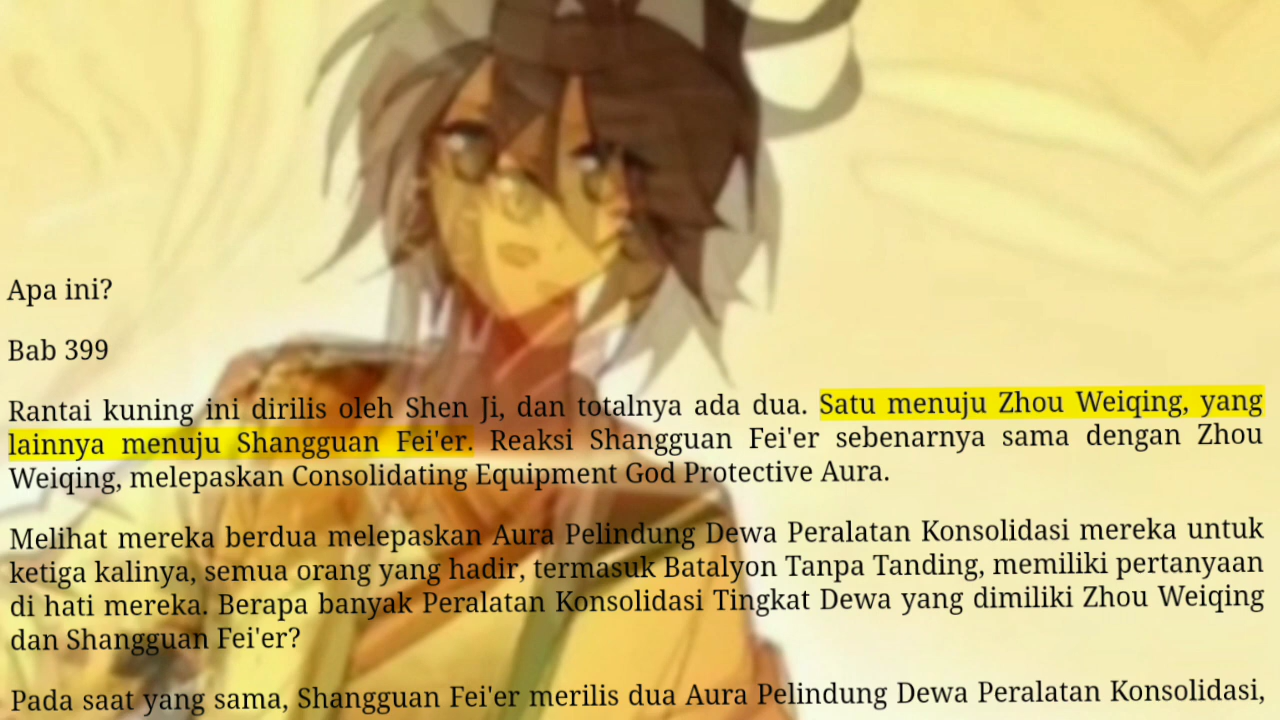 Apa ini?
Bab 399
Rantai kuning ini dirilis oleh Shen Ji, dan totalnya ada dua. Satu menuju Zhou Weiqing, yang
lainnya menuju Shangguan Fei'er. Reaksi Shangguan Fei'er sebenarnya sama dengan Zhou
Weiqing, melepaskan Consolidating Equipment God Protective Aura.
Melihat mereka berdua melepaskan Aura Pelindung Dewa Peralatan Konsolidasi mereka untuk
ketiga kalinya, semua orang yang hadir, termasuk Batalyon Tanpa Tanding, memiliki pertanyaan
di hati mereka. Berapa banyak Peralatan Konsolidasi Tingkat Dewa yang dimiliki Zhou Weiqing
dan Shangguan Fei'er?
Pada saat yang sama, Shangguan Fei'er merilis dua Aura Pelindung Dewa Peralatan Konsolidasi,